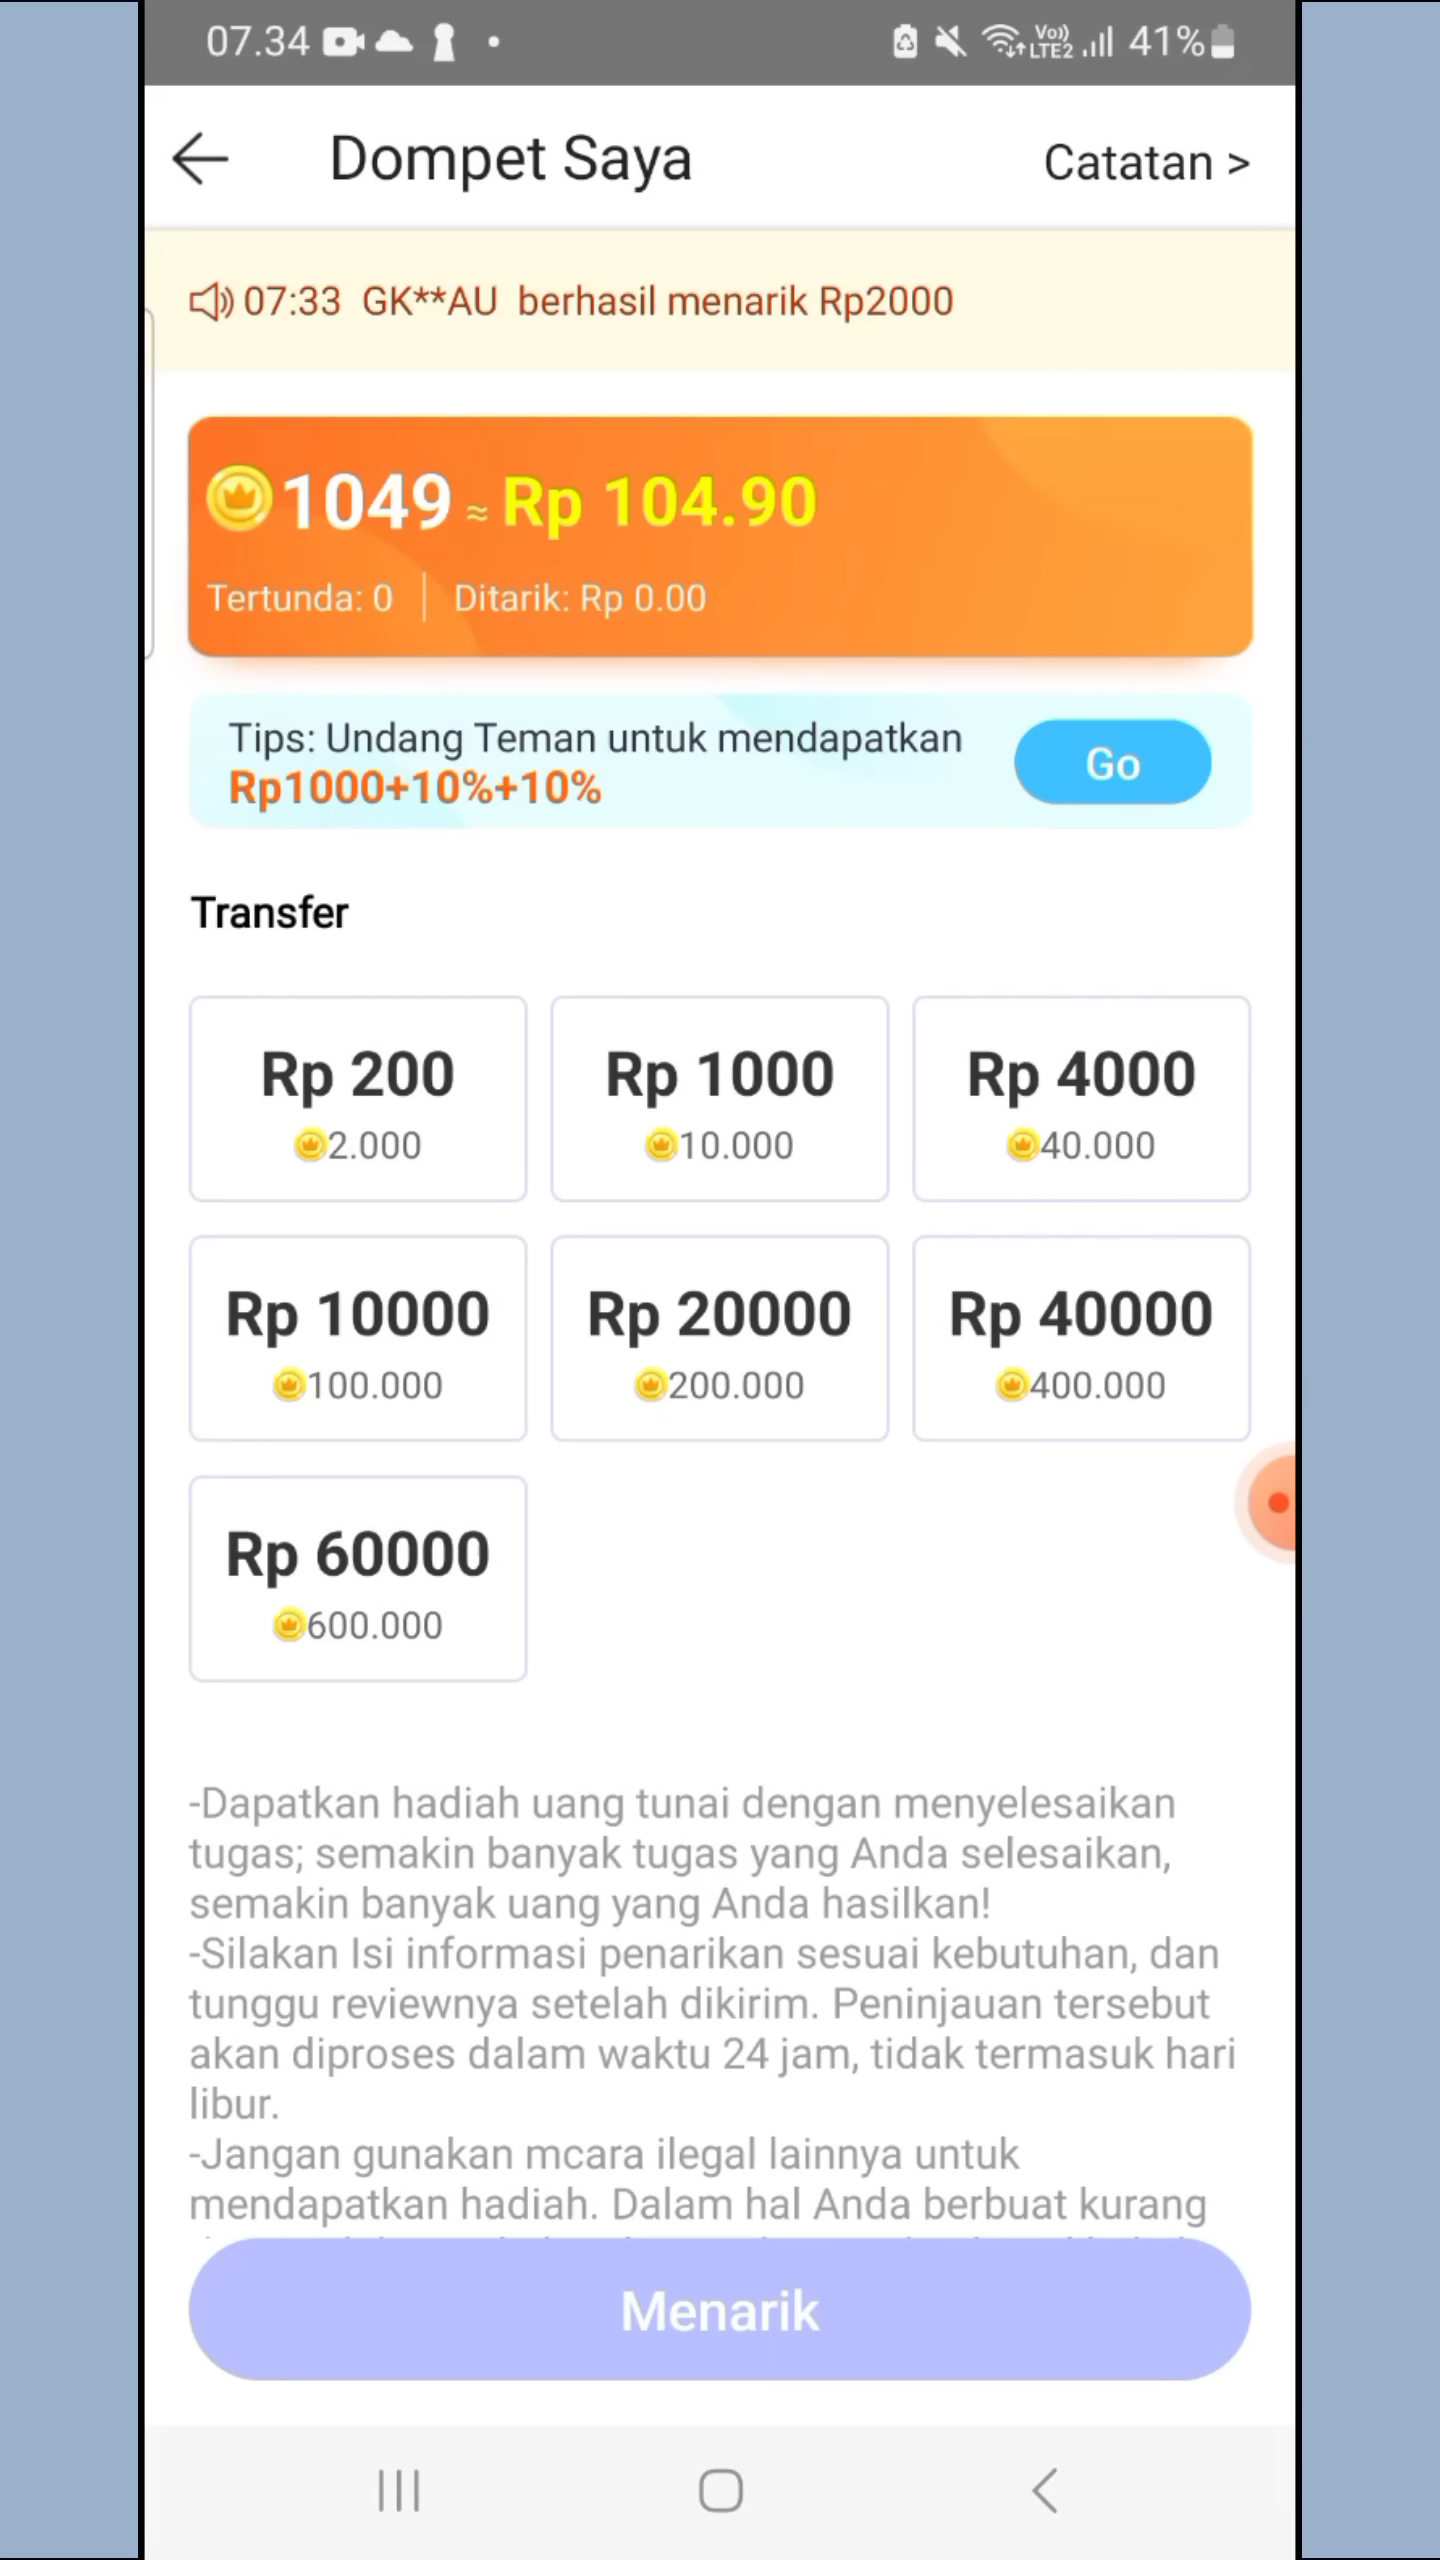 07.34 Vo)) LTE2 41%
Dompet Saya Catatan >
07:33 GK**AU berhasil menarik Rp2000
1049 ≈ Rp 104.90
Tertunda: 0 Ditarik: Rp 0.00
Tips: Undang Teman untuk mendapatkan
Rp1000+10%+10%
Go
Transfer
Rp 200 Rp 1000 Rp 4000
2.000 10.000 40.000
Rp 10000 Rp 20000 Rp 40000
100.000 200.000 400.000
Rp 60000
600.000
-Dapatkan hadiah uang tunai dengan menyelesaikan
tugas; semakin banyak tugas yang Anda selesaikan,
semakin banyak uang yang Anda hasilkan!
-Silakan Isi informasi penarikan sesuai kebutuhan, dan
tunggu reviewnya setelah dikirim. Peninjauan tersebut
akan diproses dalam waktu 24 jam, tidak termasuk hari
libur.
-Jangan gunakan mcara ilegal lainnya untuk
mendapatkan hadiah. Dalam hal Anda berbuat kurang
Menarik